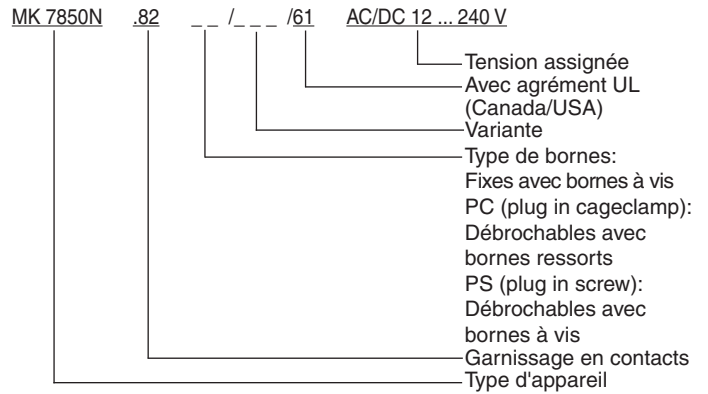 MK 7850N .82 _ _ /_ _ _ /61 AC/DC 12 ... 240 V
Tension assignée
Avec agrément UL
(Canada/USA)
Variante
Type de bornes:
Fixes avec bornes à vis
PC (plug in cageclamp):
Débrochables avec
bornes ressorts
PS (plug in screw):
Débrochables avec
bornes à vis
Garnissage en contacts
Type d'appareil